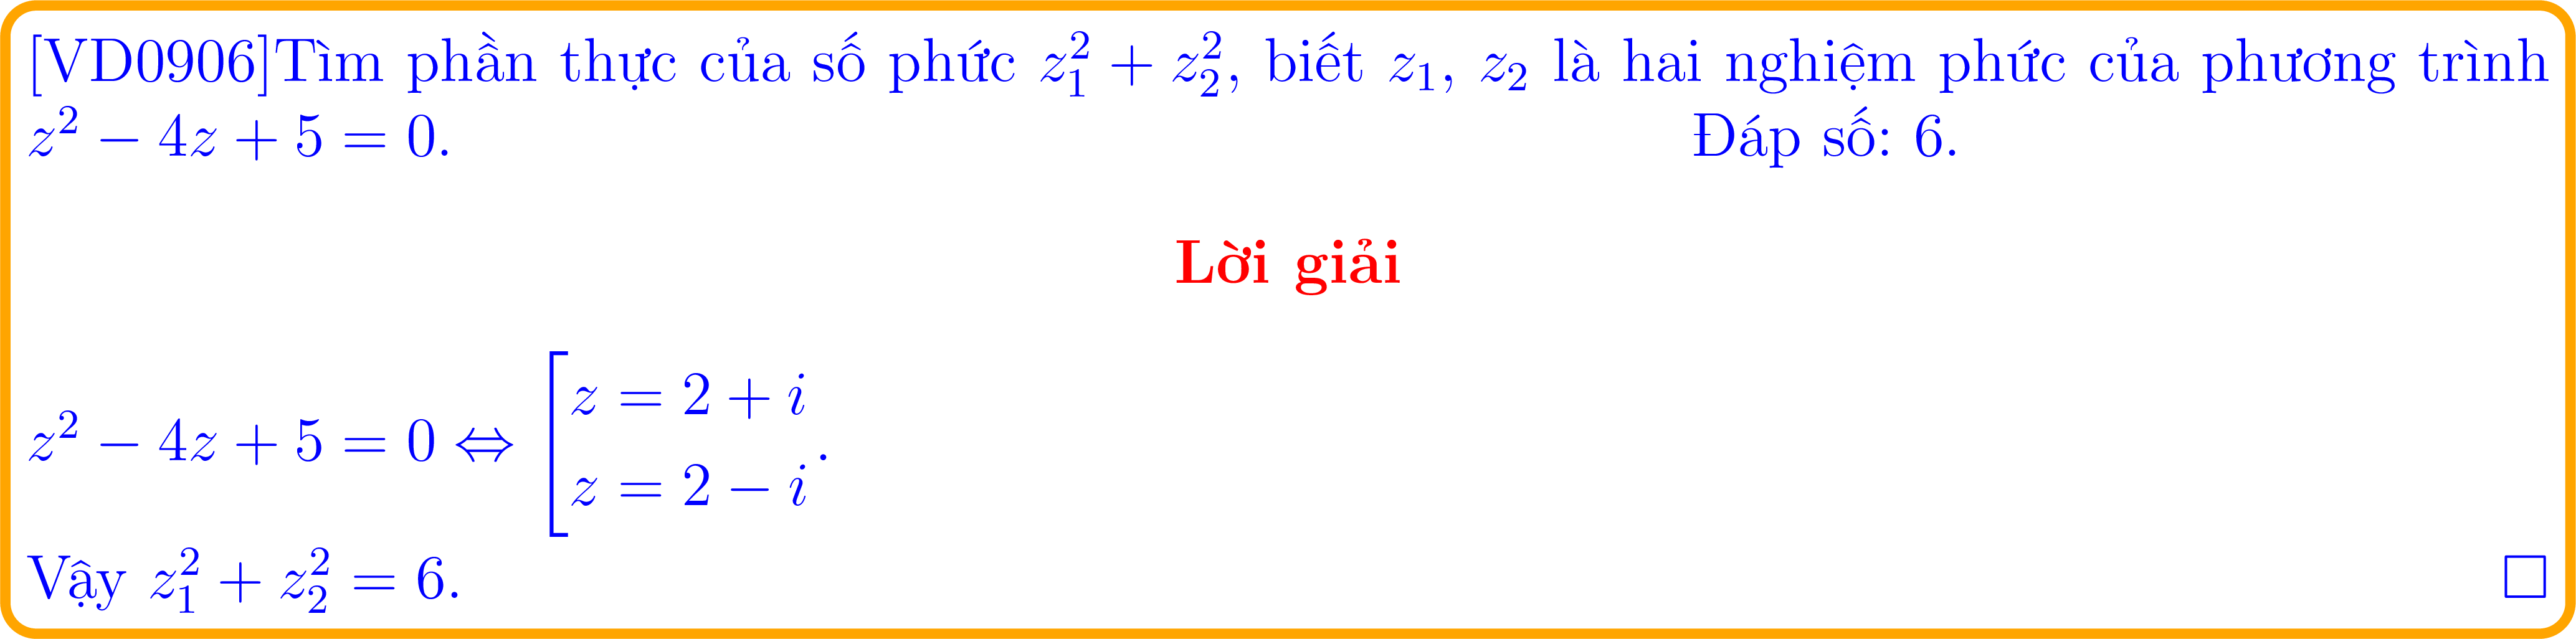 [VD0906]Tìm phần thực của số phức $z_1^2 + z_2^2$, biết $z_1$, $z_2$ là hai nghiệm phức của phương trình
$z^2 - 4z + 5 = 0$. Đáp số: 6.
Lời giải
$z^2 - 4z + 5 = 0 \Leftrightarrow \left[\begin{array}{l} z = 2 + i \\ z = 2 - i \end{array}\right.$.
Vậy $z_1^2 + z_2^2 = 6$. □